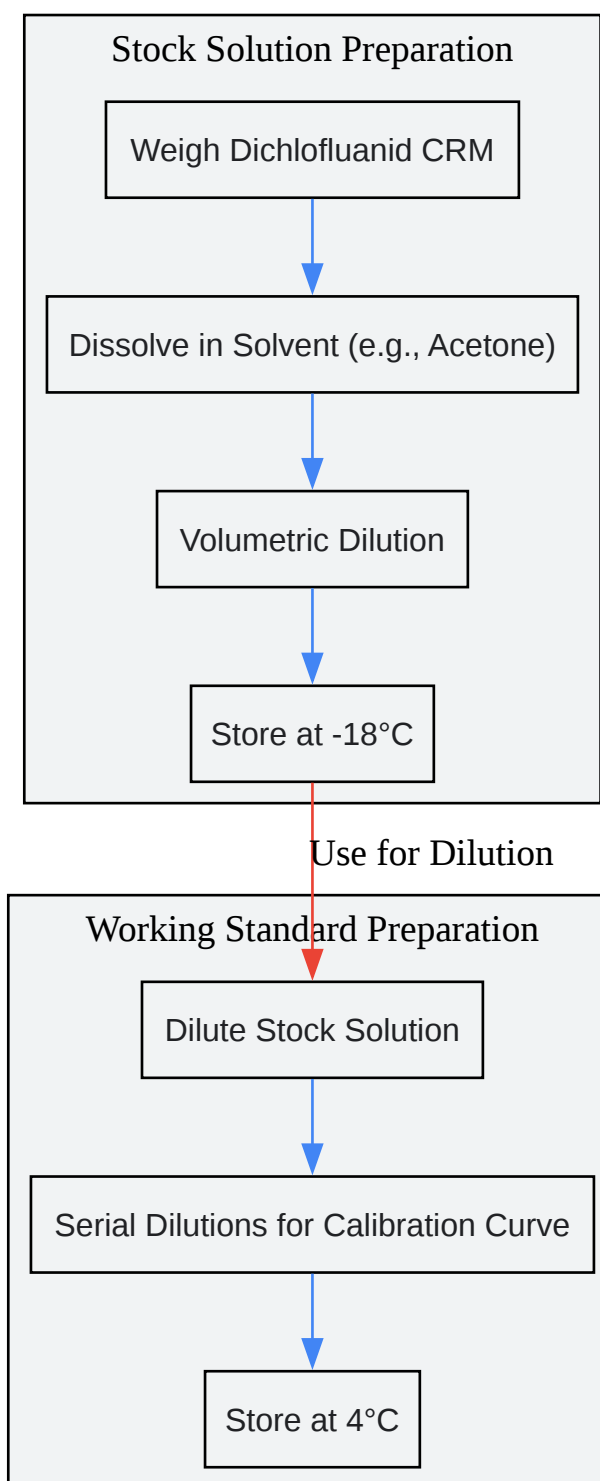 Stock Solution Preparation
Weigh Dichlofluanid CRM
Dissolve in Solvent (e.g., Acetone)
Volumetric Dilution
Store at -18°C
Use for Dilution
Working Standard Preparation
Dilute Stock Solution
Serial Dilutions for Calibration Curve
Store at 4°C